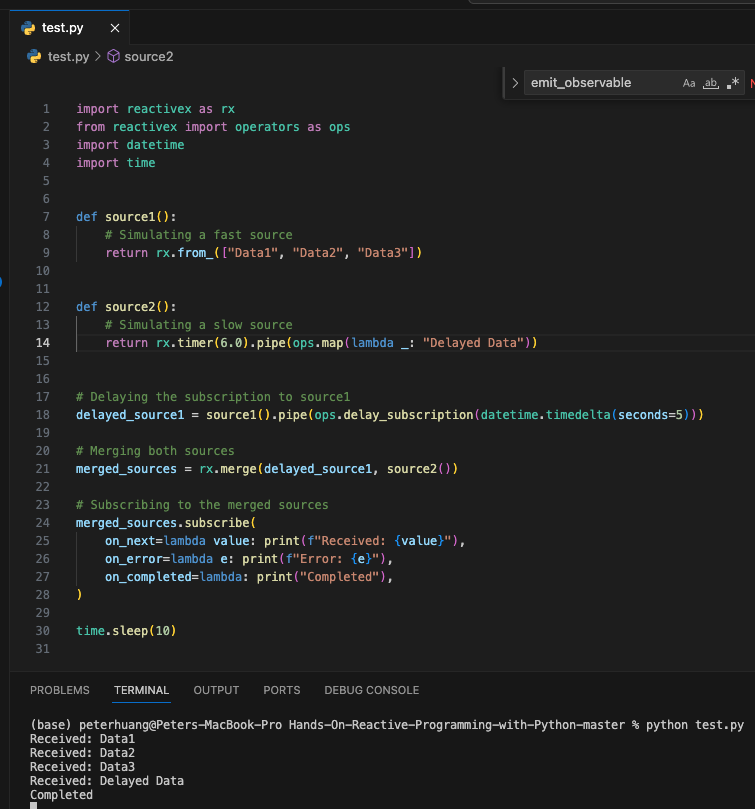 test.py
test.py > source2
emit_observable Aa ab .*
1 import reactivex as rx
2 from reactivex import operators as ops
3 import datetime
4 import time
5
6
7 def source1():
8     # Simulating a fast source
9     return rx.from_(["Data1", "Data2", "Data3"])
10
11
12 def source2():
13     # Simulating a slow source
14     return rx.timer(6.0).pipe(ops.map(lambda _: "Delayed Data"))
15
16
17 # Delaying the subscription to source1
18 delayed_source1 = source1().pipe(ops.delay_subscription(datetime.timedelta(seconds=5)))
19
20 # Merging both sources
21 merged_sources = rx.merge(delayed_source1, source2())
22
23 # Subscribing to the merged sources
24 merged_sources.subscribe(
25     on_next=lambda value: print(f"Received: {value}"),
26     on_error=lambda e: print(f"Error: {e}"),
27     on_completed=lambda: print("Completed"),
28 )
29
30 time.sleep(10)
31
PROBLEMS TERMINAL OUTPUT PORTS DEBUG CONSOLE
(base) peterhuang@Peters-MacBook-Pro Hands-On-Reactive-Programming-with-Python-master % python test.py
Received: Data1
Received: Data2
Received: Data3
Received: Delayed Data
Completed